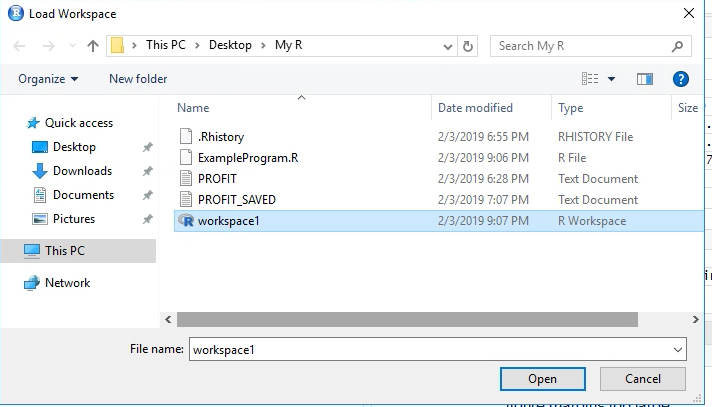 Load Workspace
This PC > Desktop > My R
Search My R
Organize
New folder
Name Date modified Type Size
Quick access
Desktop
Downloads
Documents
Pictures
This PC
Network
.Rhistory 2/3/2019 6:55 PM RHISTORY File
ExampleProgram.R 2/3/2019 9:06 PM R File
PROFIT 2/3/2019 6:28 PM Text Document
PROFIT_SAVED 2/3/2019 7:07 PM Text Document
workspace1 2/3/2019 9:07 PM R Workspace
File name: workspace1
Open Cancel